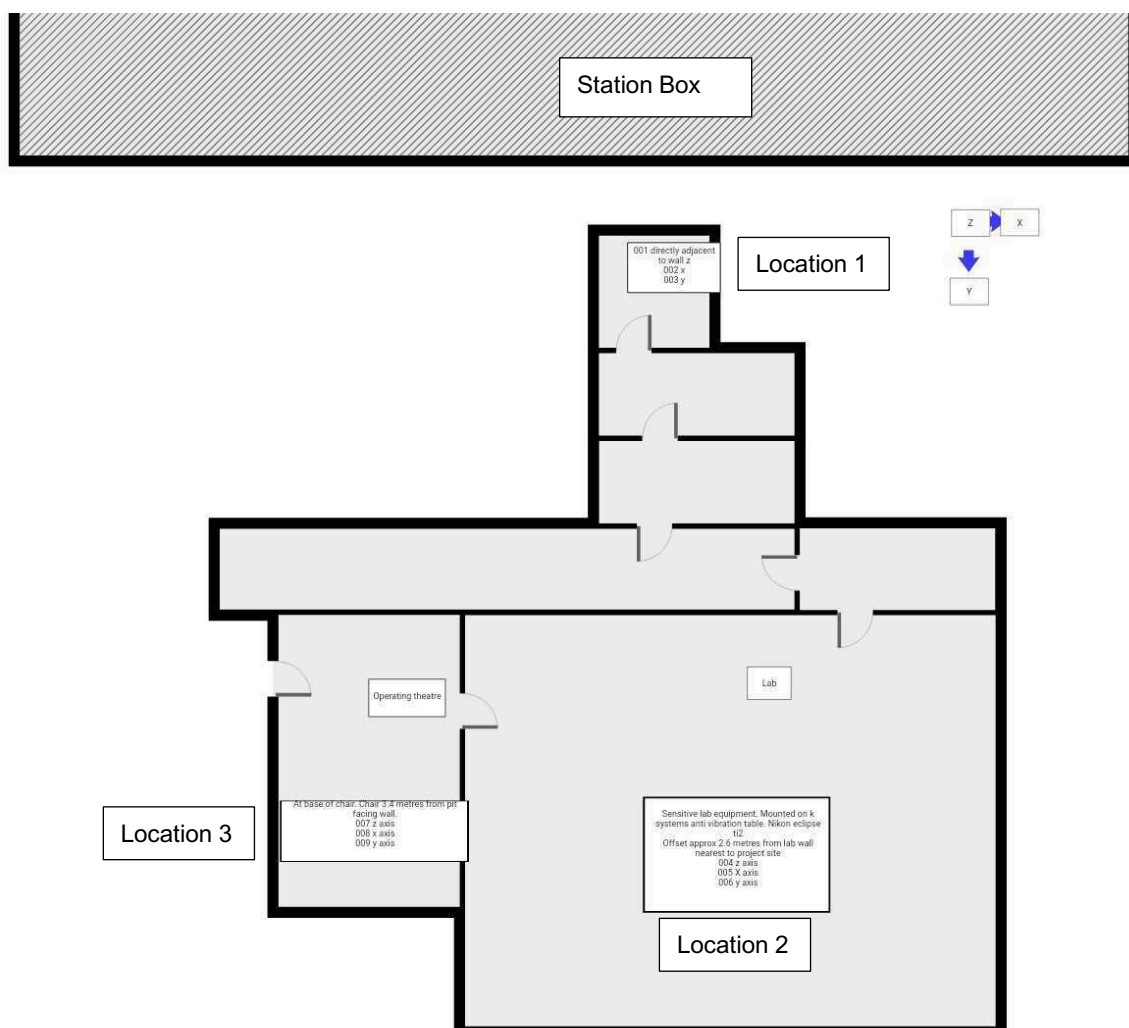 Station Box
Z
X
Y
001 directly adjacent
to wall z
002 x
003 y
Location 1
Operating theatre
Lab
At base of chair. Chair 3.4 metres from pit
facing wall.
007 z axis
008 x axis
009 y axis
Location 3
Sensitive lab equipment. Mounted on k
systems anti vibration table. Nikon eclipse
ti2
Offset approx 2.6 metres from lab wall
nearest to project site
004 z axis
005 X axis
006 y axis
Location 2